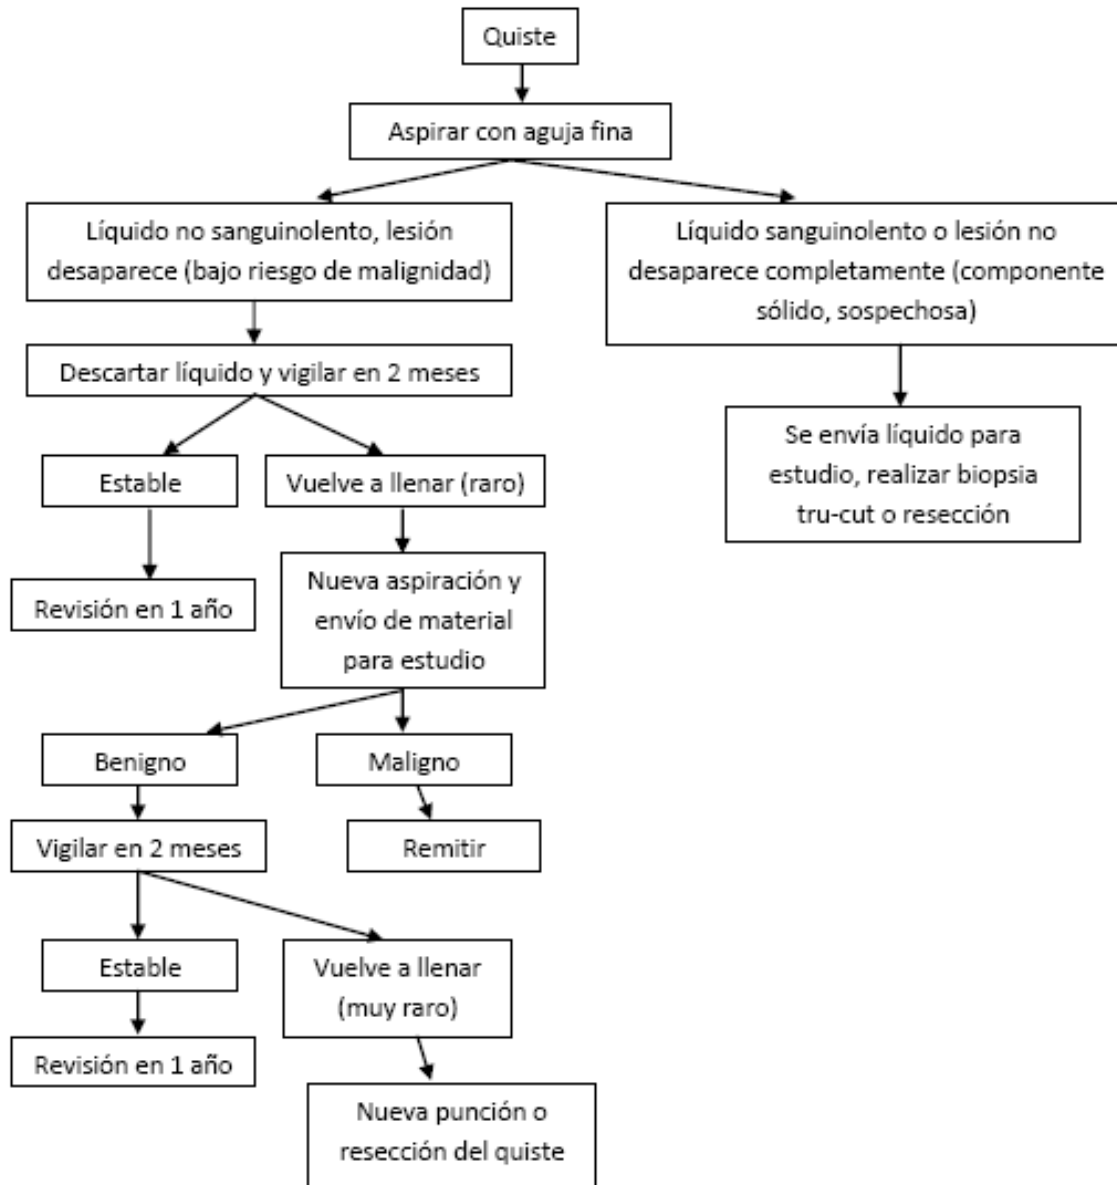 Quiste
Aspirar con aguja fina
Líquido no sanguinolento, lesión
desaparece (bajo riesgo de malignidad)
Líquido sanguinolento o lesión no
desaparece completamente (componente
sólido, sospechosa)
Descartar líquido y vigilar en 2 meses
Se envía líquido para
estudio, realizar biopsia
tru-cut o resección
Estable
Vuelve a llenar (raro)
Revisión en 1 año
Nueva aspiración y
envío de material
para estudio
Benigno
Maligno
Vigilar en 2 meses
Remitir
Estable
Vuelve a llenar
(muy raro)
Revisión en 1 año
Nueva punción o
resección del quiste